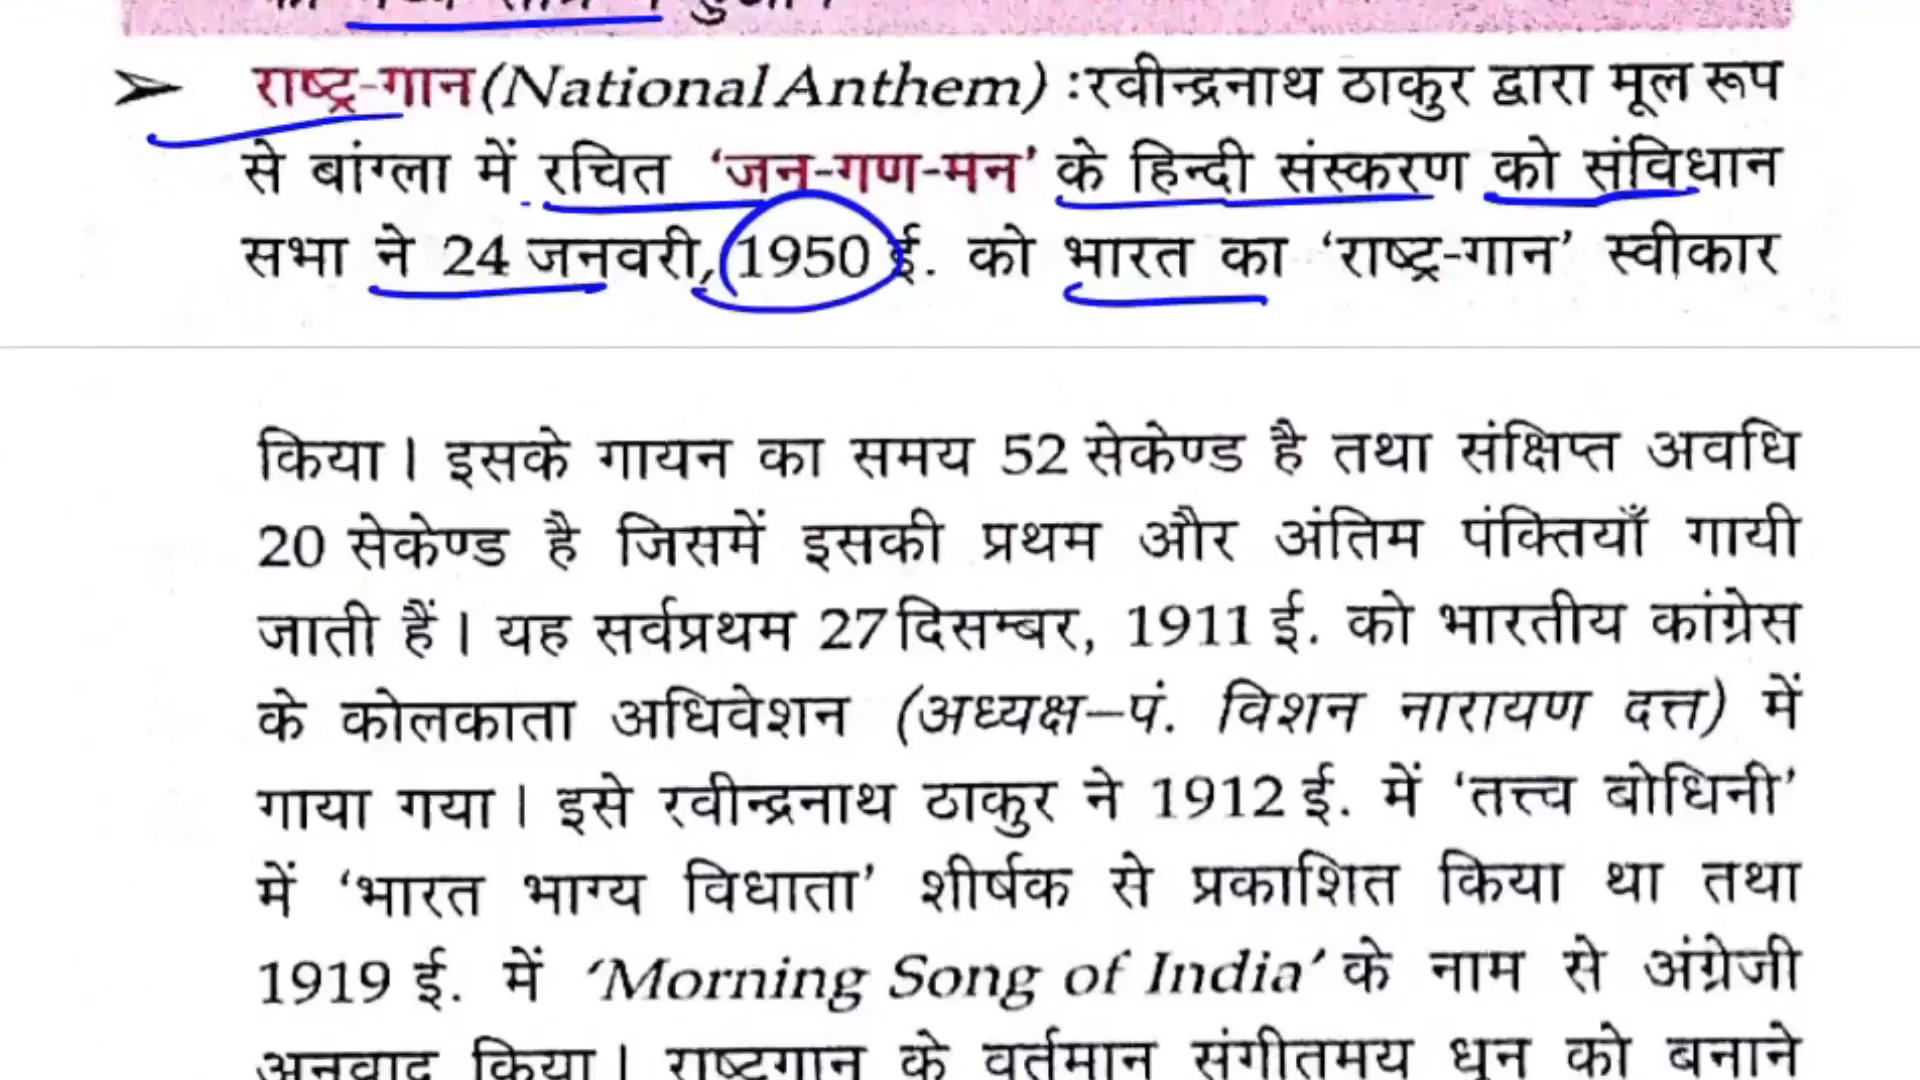 राष्ट्र-गान (National Anthem) : रवीन्द्रनाथ ठाकुर द्वारा मूल रूप
से बांग्ला में रचित ‘जन-गण-मन’ के हिन्दी संस्करण को संविधान
सभा ने 24 जनवरी, 1950 ई. को भारत का ‘राष्ट्र-गान’ स्वीकार
किया। इसके गायन का समय 52 सेकेण्ड है तथा संक्षिप्त अवधि
20 सेकेण्ड है जिसमें इसकी प्रथम और अंतिम पंक्तियाँ गायी
जाती हैं। यह सर्वप्रथम 27 दिसम्बर, 1911 ई. को भारतीय कांग्रेस
के कोलकाता अधिवेशन (अध्यक्ष–पं. विशन नारायण दत्त) में
गाया गया। इसे रवीन्द्रनाथ ठाकुर ने 1912 ई. में ‘तत्त्व बोधिनी’
में ‘भारत भाग्य विधाता’ शीर्षक से प्रकाशित किया था तथा
1919 ई. में ‘Morning Song of India’ के नाम से अंग्रेजी
अनुवाद किया। राष्ट्रगान के वर्तमान संगीतमय धुन को बनाने